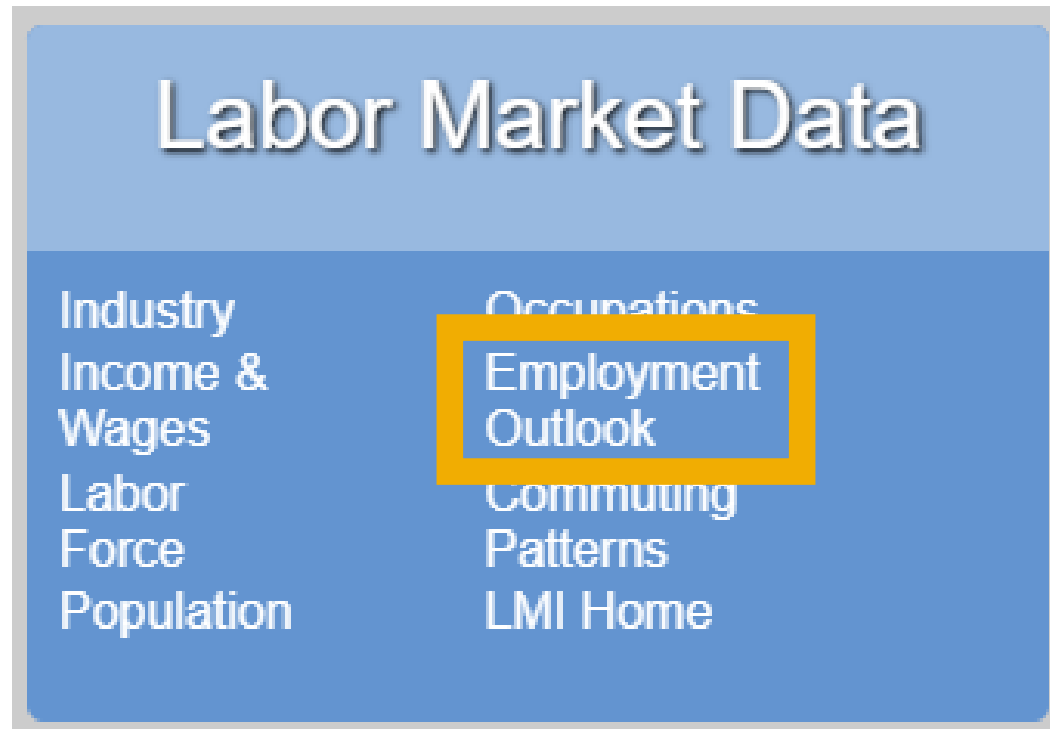 Labor Market Data
Industry
Income &
Wages
Labor
Force
Population
Occupations
Employment
Outlook
Commuting
Patterns
LMI Home